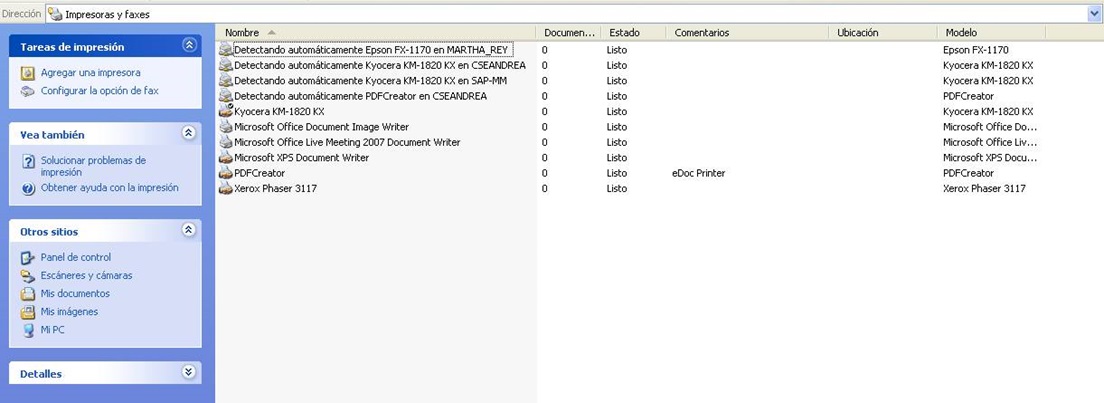 Dirección Impresoras y faxes
Tareas de impresión
Agregar una impresora
Configurar la opción de fax
Vea también
Solucionar problemas de
impresión
Obtener ayuda con la impresión
Otros sitios
Panel de control
Escáneres y cámaras
Mis documentos
Mis imágenes
Mi PC
Detalles
Nombre Documen... Estado Comentarios Ubicación Modelo
Detectando automáticamente Epson FX-1170 en MARTHA_REY 0 Listo Epson FX-1170
Detectando automáticamente Kyocera KM-1820 KX en CSEANDREA 0 Listo Kyocera KM-1820 KX
Detectando automáticamente Kyocera KM-1820 KX en SAP-MM 0 Listo Kyocera KM-1820 KX
Detectando automáticamente PDFCreator en CSEANDREA 0 Listo PDFCreator
Kyocera KM-1820 KX 0 Listo Kyocera KM-1820 KX
Microsoft Office Document Image Writer 0 Listo Microsoft Office Do...
Microsoft Office Live Meeting 2007 Document Writer 0 Listo Microsoft Office Liv...
Microsoft XPS Document Writer 0 Listo Microsoft XPS Docu...
PDFCreator 0 Listo eDoc Printer PDFCreator
Xerox Phaser 3117 0 Listo Xerox Phaser 3117